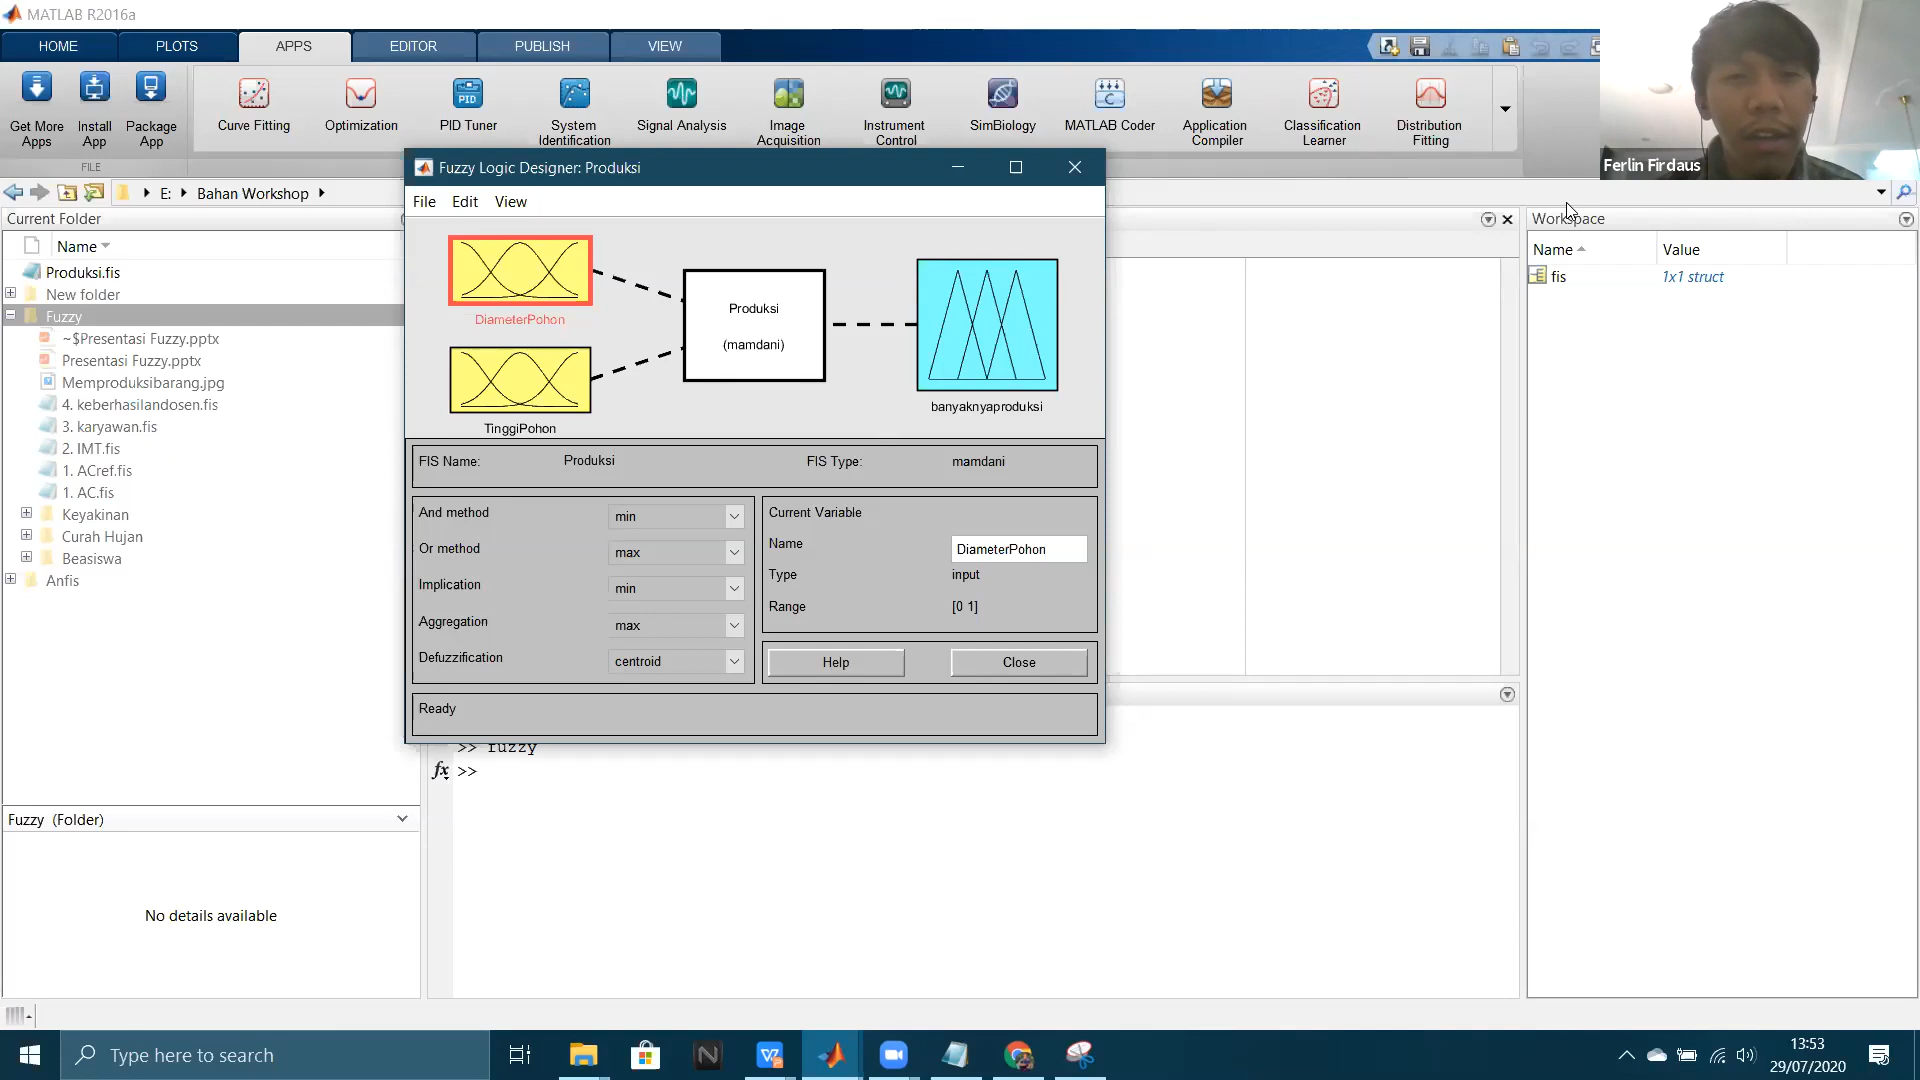 MATLAB R2016a
HOME PLOTS APPS EDITOR PUBLISH VIEW
Get More Apps
Install App
Package App
FILE
Curve Fitting
Optimization
PID Tuner
PID
System Identification
Signal Analysis
Image Acquisition
Instrument Control
SimBiology
MATLAB Coder
C
Application Compiler
Classification Learner
Distribution Fitting
Ferlin Firdaus
E: Bahan Workshop
Current Folder
Name
Produksi.fis
New folder
Fuzzy
~$Presentasi Fuzzy.pptx
Presentasi Fuzzy.pptx
Memproduksibarang.jpg
4. keberhasilandosen.fis
3. karyawan.fis
2. IMT.fis
1. ACref.fis
1. AC.fis
Keyakinan
Curah Hujan
Beasiswa
Anfis
Fuzzy (Folder)
No details available
Fuzzy Logic Designer: Produksi
File Edit View
DiameterPohon
TinggiPohon
Produksi
(mamdani)
banyaknyaproduksi
FIS Name: Produksi FIS Type: mamdani
And method min
Or method max
Implication min
Aggregation max
Defuzzification centroid
Current Variable
Name DiameterPohon
Type input
Range [0 1]
Help Close
Ready
>> fuzzy
fx >>
Workspace
Name Value
fis 1x1 struct
Type here to search
13:53
29/07/2020